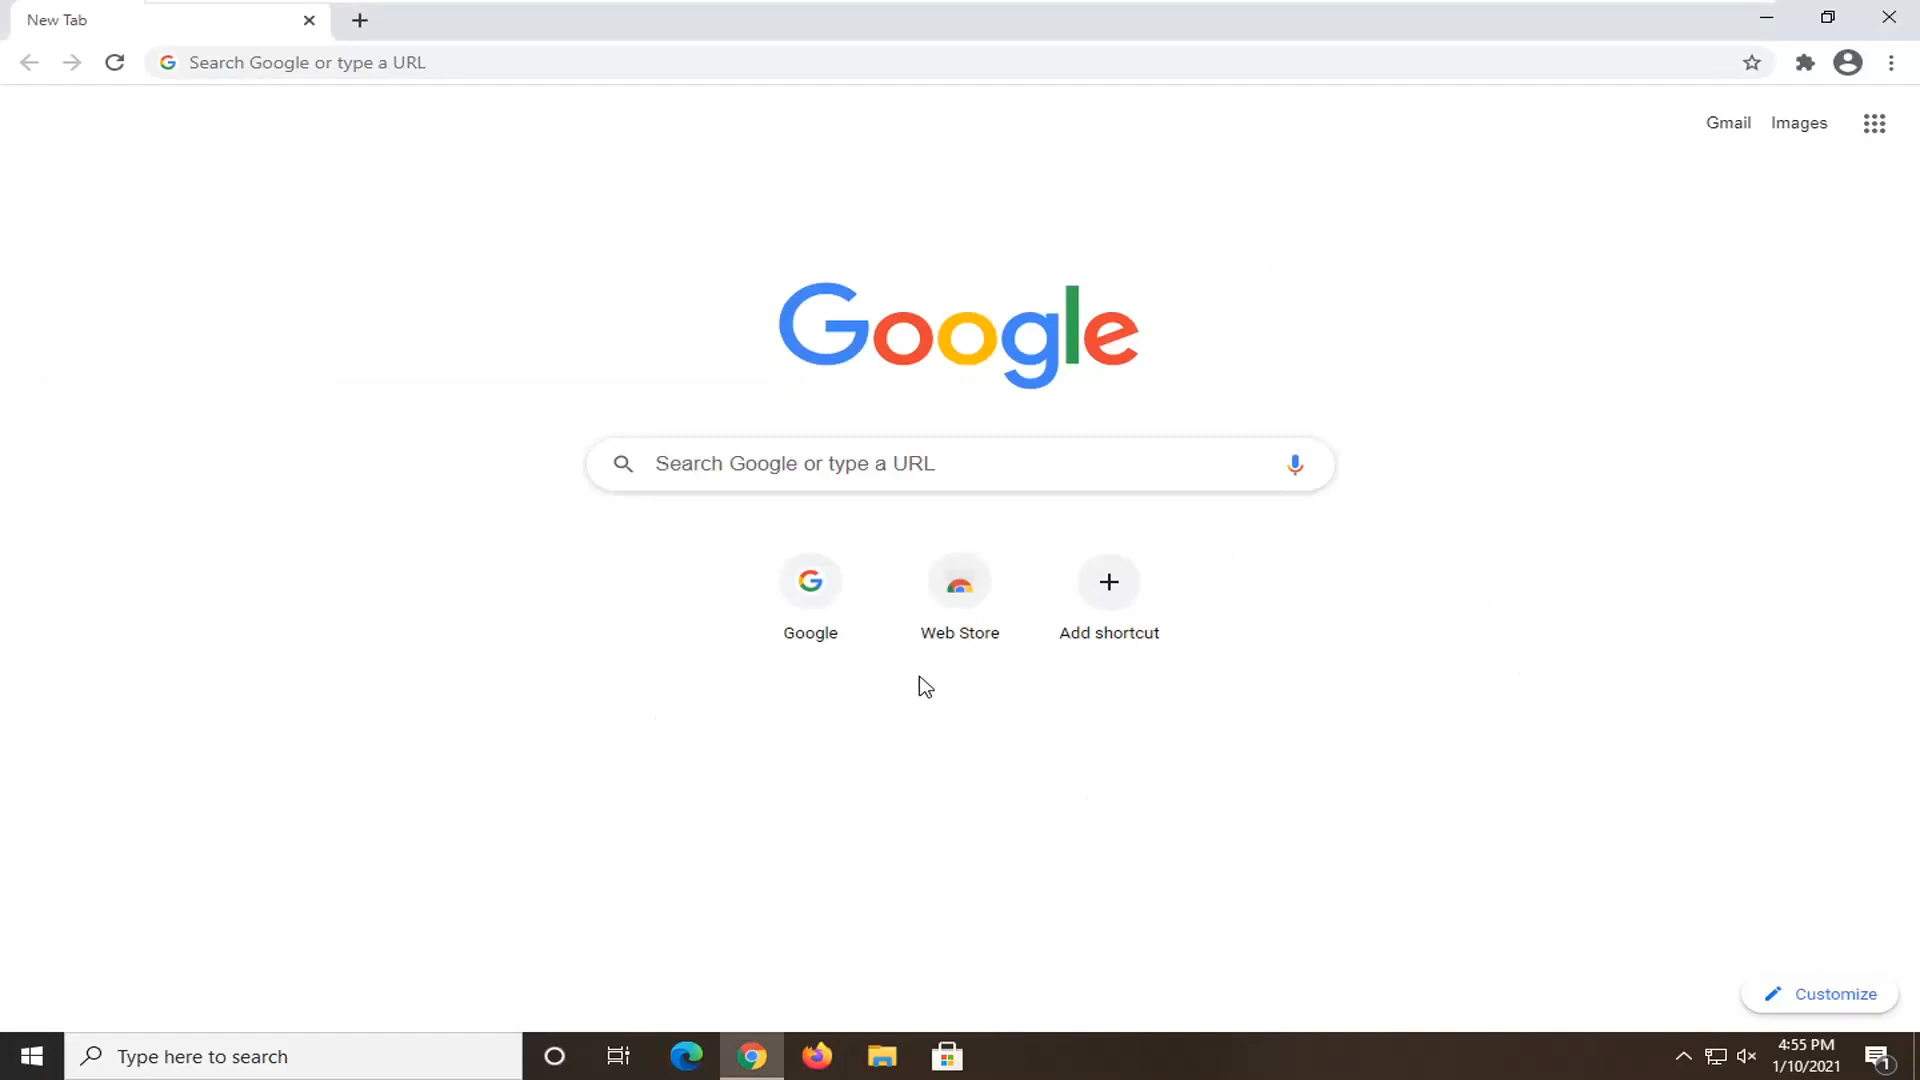 New Tab
Search Google or type a URL
Gmail Images
Google
Search Google or type a URL
Google Web Store Add shortcut
Customize
Type here to search
4:55 PM
1/10/2021
1